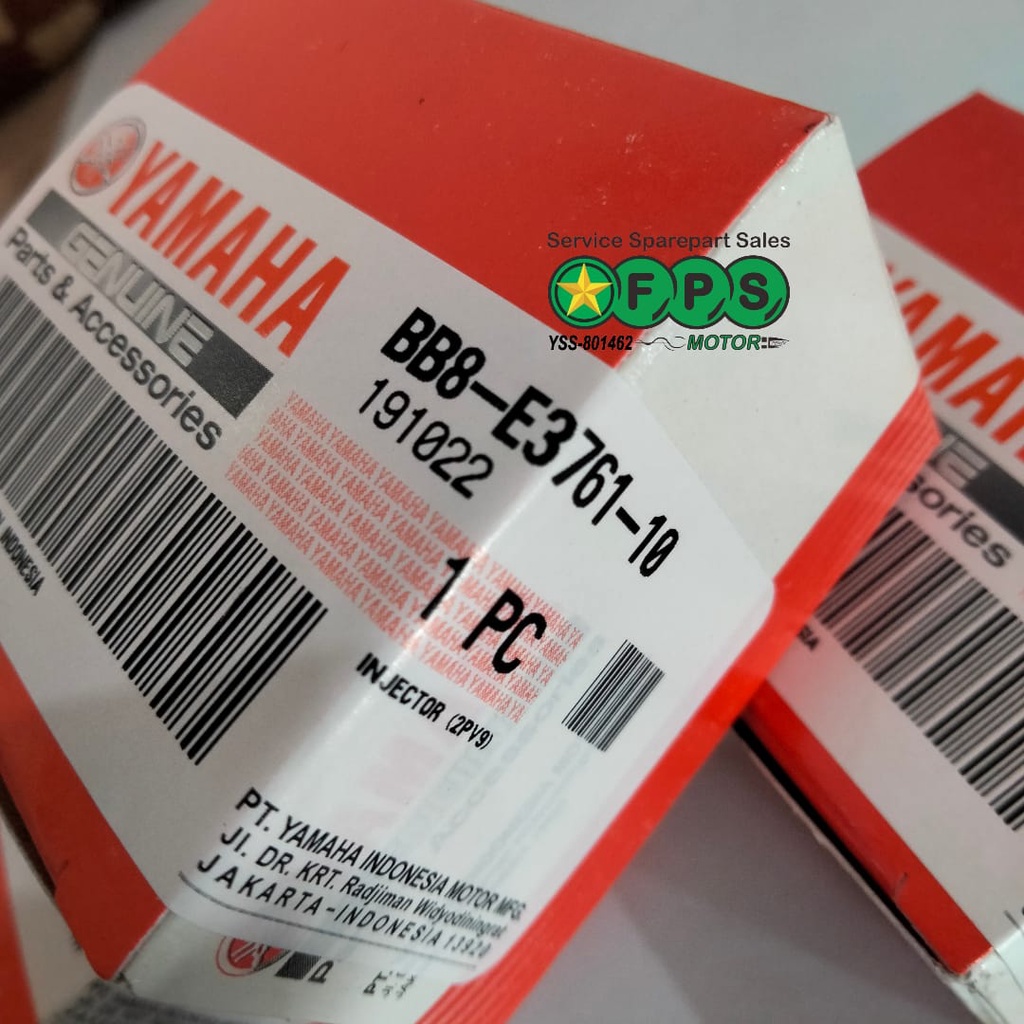 YAMAHA
GENUINE
Parts & Accessories
BB8-E3761-10
191022
1 PC
INJECTOR (2PV9)
INDONESIA
PT. YAMAHA INDONESIA MOTOR MFG.
Jl. DR. KRT. Radjiman Widyodiningrat
JAKARTA-INDONESIA 13920
Service Sparepart Sales
FPS
YSS-801462 MOTOR